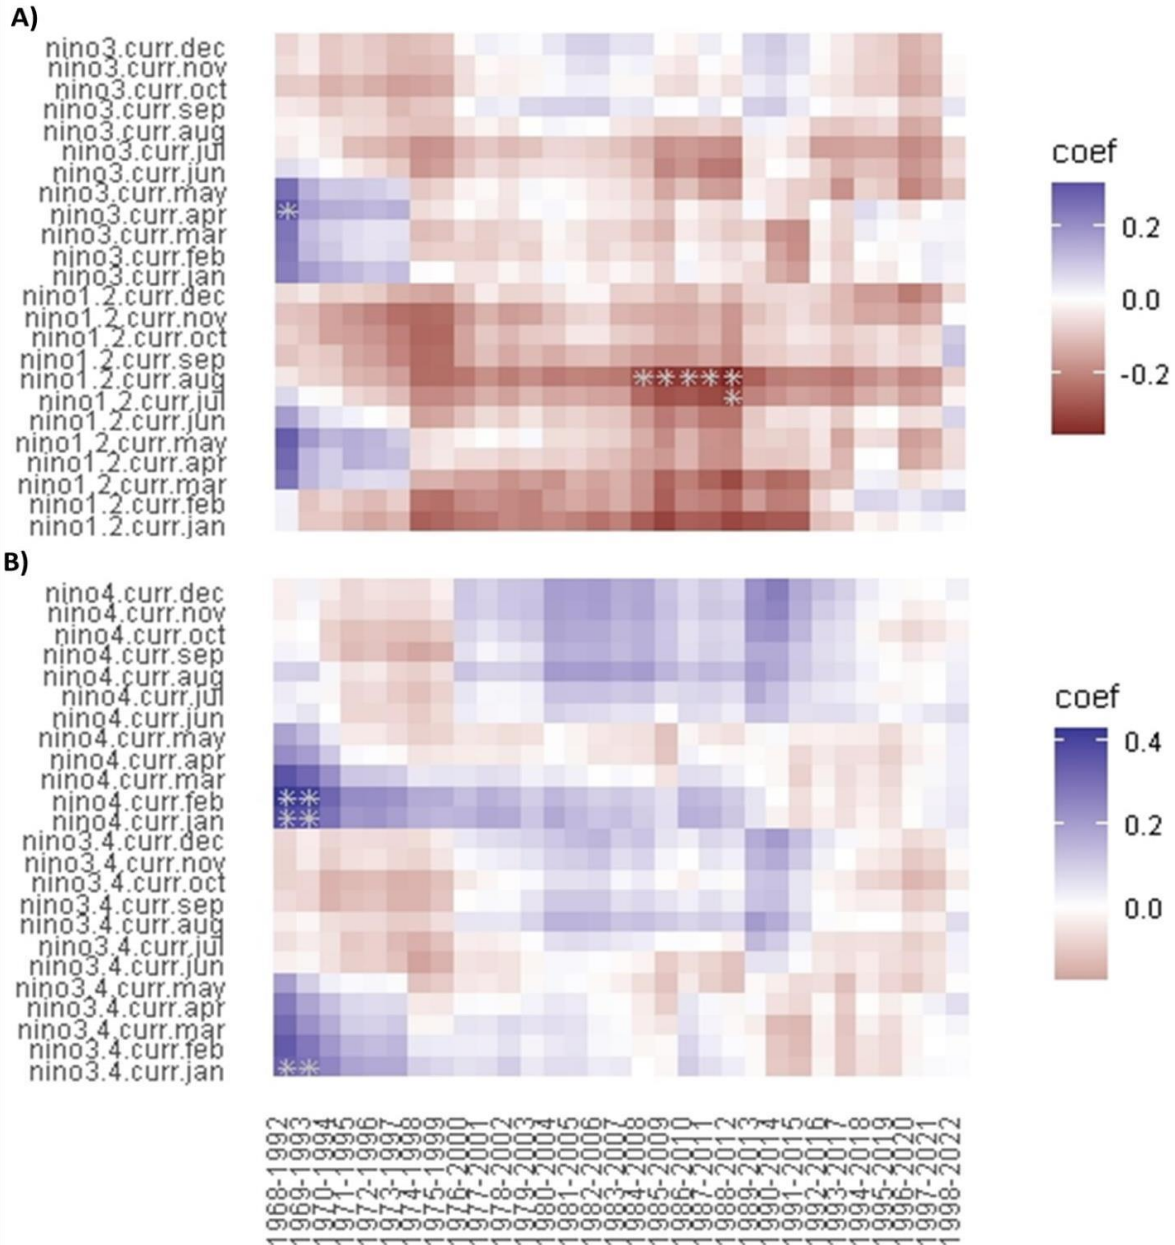 A)
nino3.curr.dec
nino3.curr.nov
nino3.curr.oct
nino3.curr.sep
nino3.curr.aug
nino3.curr.jul
nino3.curr.jun
nino3.curr.may
nino3.curr.apr
nino3.curr.mar
nino3.curr.feb
nino3.curr.jan
nino1.2.curr.dec
nino1.2.curr.nov
nino1.2.curr.oct
nino1.2.curr.sep
nino1.2.curr.aug
nino1.2.curr.jul
nino1.2.curr.jun
nino1.2.curr.may
nino1.2.curr.apr
nino1.2.curr.mar
nino1.2.curr.feb
nino1.2.curr.jan
coef
0.2
0.0
-0.2
B)
nino4.curr.dec
nino4.curr.nov
nino4.curr.oct
nino4.curr.sep
nino4.curr.aug
nino4.curr.jul
nino4.curr.jun
nino4.curr.may
nino4.curr.apr
nino4.curr.mar
nino4.curr.feb
nino4.curr.jan
nino3.4.curr.dec
nino3.4.curr.nov
nino3.4.curr.oct
nino3.4.curr.sep
nino3.4.curr.aug
nino3.4.curr.jul
nino3.4.curr.jun
nino3.4.curr.may
nino3.4.curr.apr
nino3.4.curr.mar
nino3.4.curr.feb
nino3.4.curr.jan
coef
0.4
0.2
0.0
1968-1992
1969-1993
1970-1994
1971-1995
1972-1996
1973-1997
1974-1998
1975-1999
1976-2000
1977-2001
1978-2002
1979-2003
1980-2004
1981-2005
1982-2006
1983-2007
1984-2008
1985-2009
1986-2010
1987-2011
1988-2012
1989-2013
1990-2014
1991-2015
1992-2016
1993-2017
1994-2018
1995-2019
1996-2020
1997-2021
1998-2022